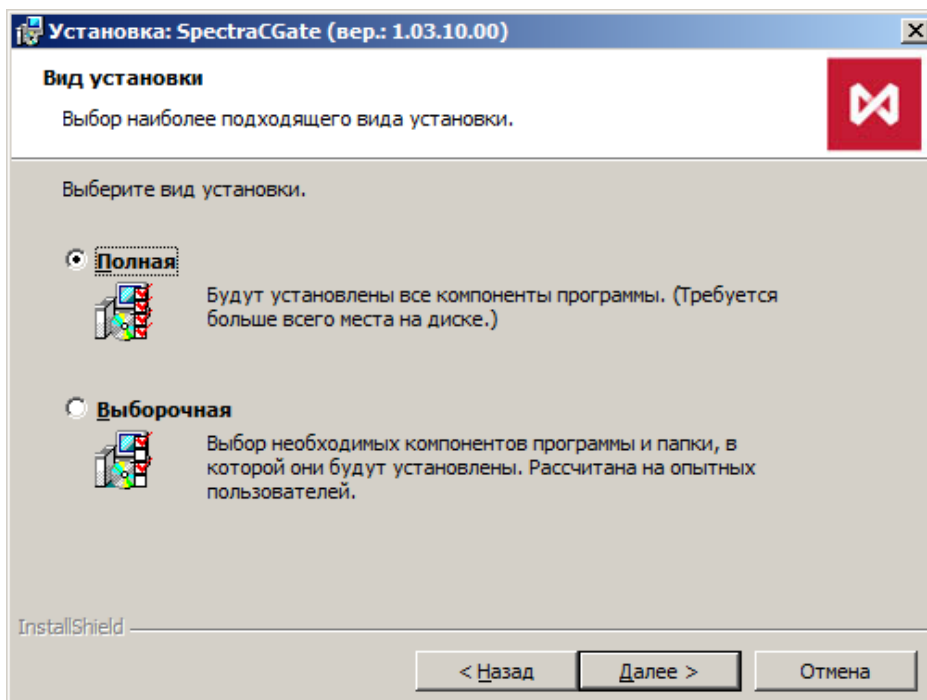 Установка: SpectraCGate (вер.: 1.03.10.00)
Вид установки
Выбор наиболее подходящего вида установки.
Выберите вид установки.
Полная
Будут установлены все компоненты программы. (Требуется
больше всего места на диске.)
Выборочная
Выбор необходимых компонентов программы и папки, в
которой они будут установлены. Рассчитана на опытных
пользователей.
InstallShield
< Назад
Далее >
Отмена